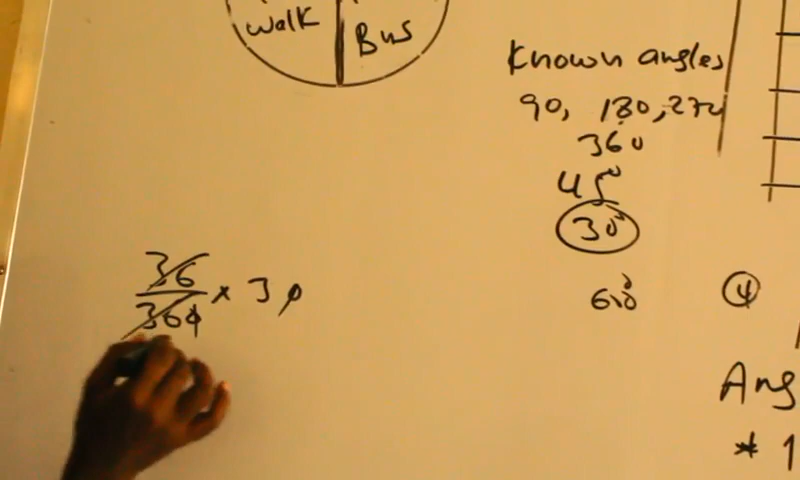 Walk
Bus
Known angles
90, 180, 270
360
45°
30°
60°
36
360 × 30
4
Ang
* 1